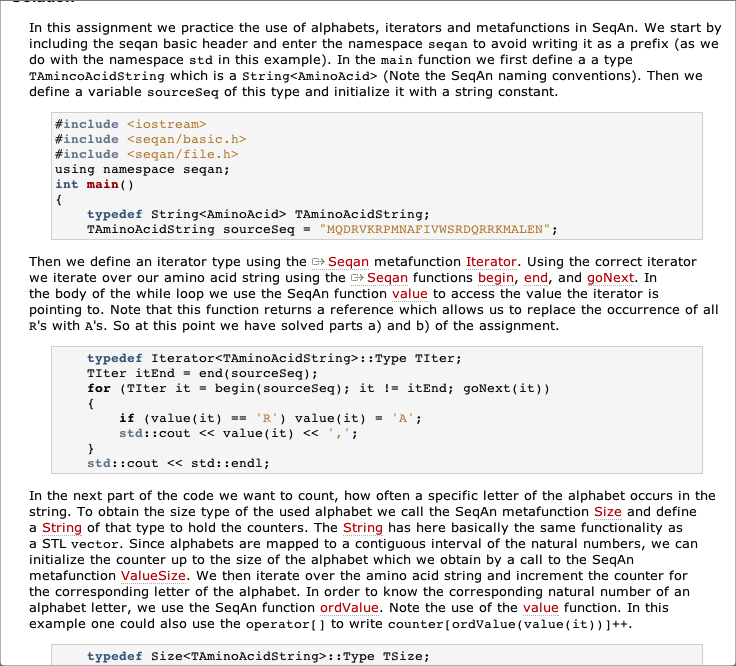 In this assignment we practice the use of alphabets, iterators and metafunctions in SeqAn. We start by
including the seqan basic header and enter the namespace seqan to avoid writing it as a prefix (as we
do with the namespace std in this example). In the main function we first define a a type
TAmincoAcidString which is a String<AminoAcid> (Note the SeqAn naming conventions). Then we
define a variable sourceSeq of this type and initialize it with a string constant.
#include <iostream>
#include <seqan/basic.h>
#include <seqan/file.h>
using namespace seqan;
int main()
{
typedef String<AminoAcid> TAminoAcidString;
TAminoAcidString sourceSeq = "MQDRVKRPMNAFIVWSRDQRRKMALEN";
Then we define an iterator type using the Seqan metafunction Iterator. Using the correct iterator
we iterate over our amino acid string using the Seqan functions begin, end, and goNext. In
the body of the while loop we use the SeqAn function value to access the value the iterator is
pointing to. Note that this function returns a reference which allows us to replace the occurrence of all
R's with A's. So at this point we have solved parts a) and b) of the assignment.
typedef Iterator<TAminoAcidString>::Type TIter;
TIter itEnd = end(sourceSeq);
for (TIter it = begin(sourceSeq); it != itEnd; goNext(it))
{
if (value(it) == 'R') value(it) = 'A';
std::cout << value(it) << ',';
}
std::cout << std::endl;
In the next part of the code we want to count, how often a specific letter of the alphabet occurs in the
string. To obtain the size type of the used alphabet we call the SeqAn metafunction Size and define
a String of that type to hold the counters. The String has here basically the same functionality as
a STL vector. Since alphabets are mapped to a contiguous interval of the natural numbers, we can
initialize the counter up to the size of the alphabet which we obtain by a call to the SeqAn
metafunction ValueSize. We then iterate over the amino acid string and increment the counter for
the corresponding letter of the alphabet. In order to know the corresponding natural number of an
alphabet letter, we use the SeqAn function ordValue. Note the use of the value function. In this
example one could also use the operator[] to write counter[ordValue(value(it))]++.
typedef Size<TAminoAcidString>::Type TSize;